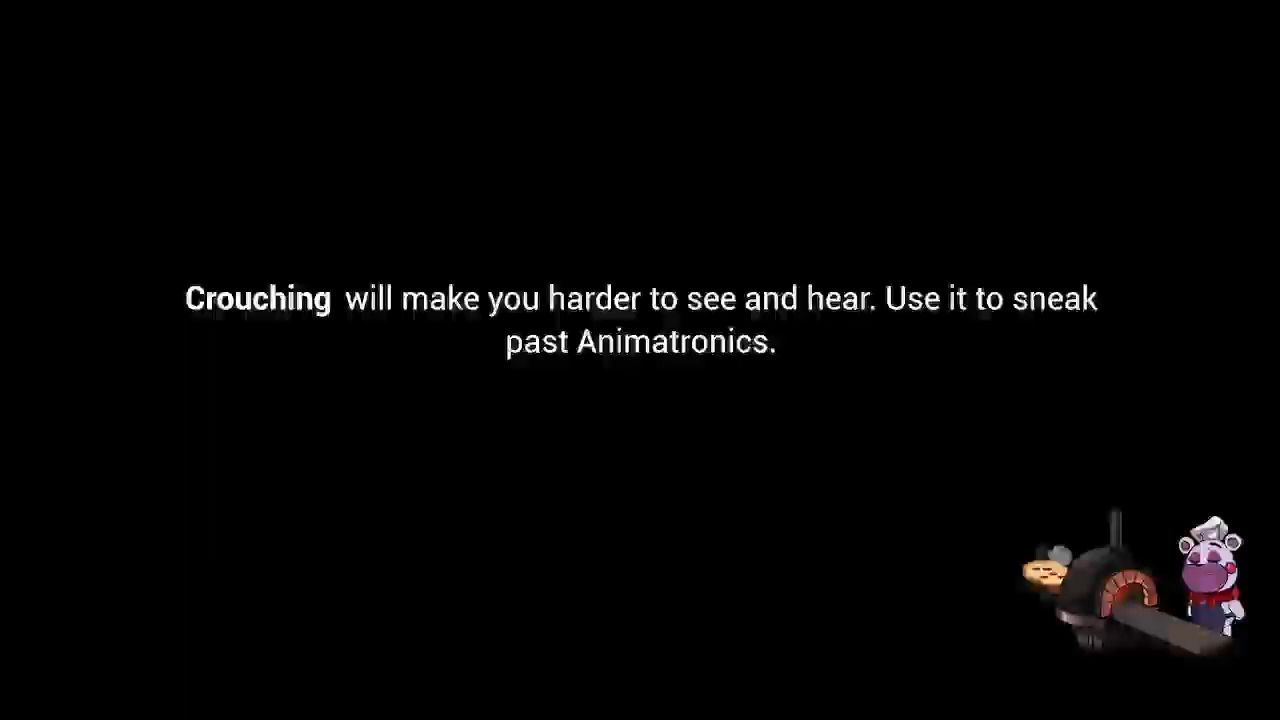 Crouching will make you harder to see and hear. Use it to sneak
past Animatronics.